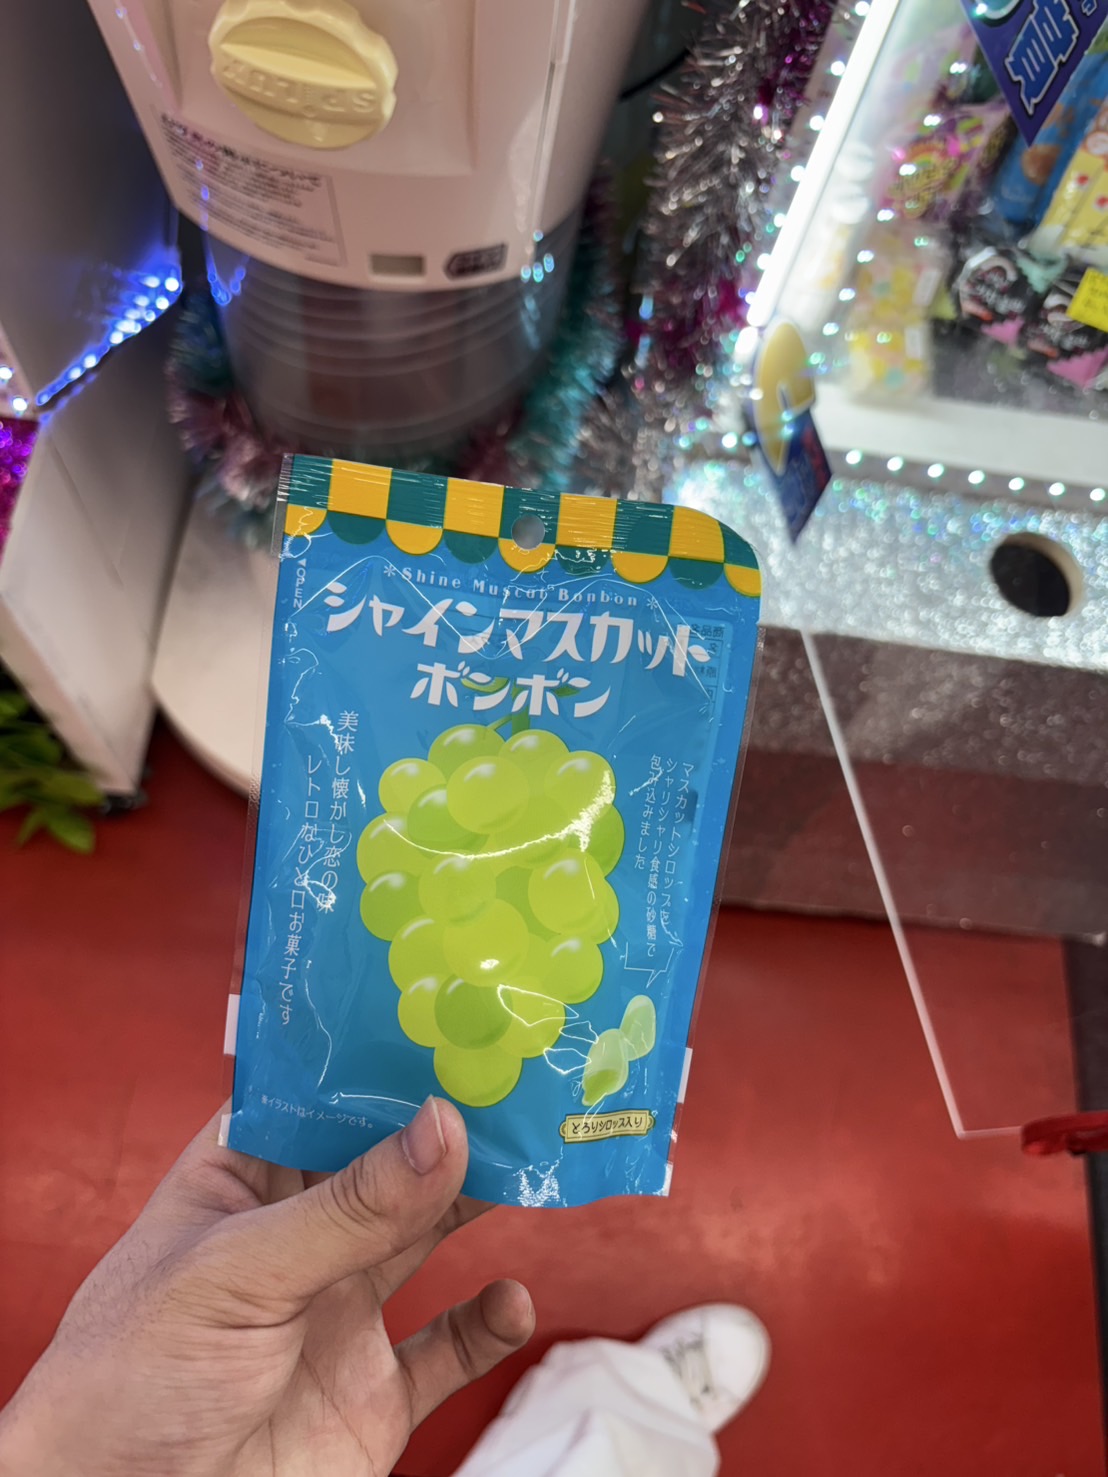 OPEN
Shine Muscat Bonbon
シャインマスカット
ボンボン
美味し懐かし恋の味
レトロなひと口お菓子です
マスカットシロップを
シャリシャリ食感の砂糖で
包み込みました
とろりシロップ入り
※イラストはイメージです。